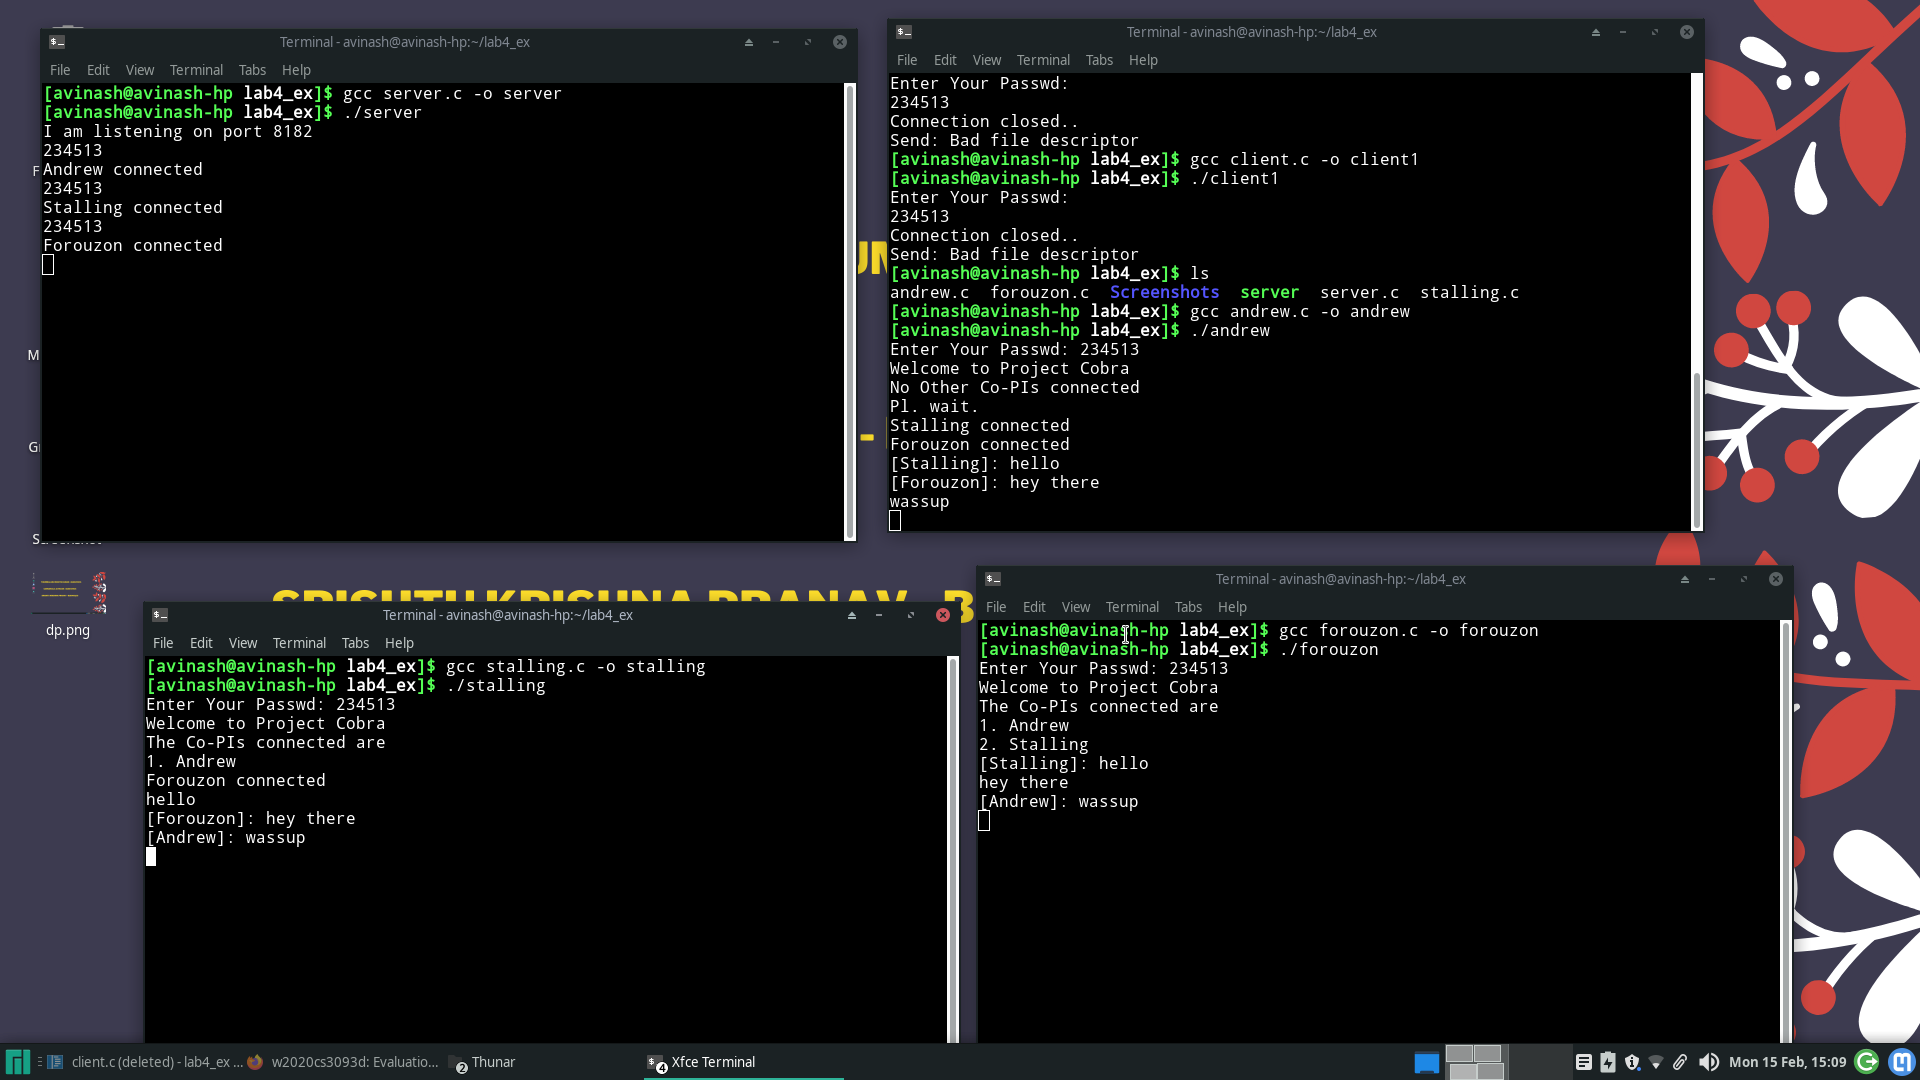 Terminal - avinash@avinash-hp:~/lab4_ex
File Edit View Terminal Tabs Help
[avinash@avinash-hp lab4_ex]$ gcc server.c -o server
[avinash@avinash-hp lab4_ex]$ ./server
I am listening on port 8182
234513
Andrew connected
234513
Stalling connected
234513
Forouzon connected
Terminal - avinash@avinash-hp:~/lab4_ex
File Edit View Terminal Tabs Help
Enter Your Passwd:
234513
Connection closed..
Send: Bad file descriptor
[avinash@avinash-hp lab4_ex]$ gcc client.c -o client1
[avinash@avinash-hp lab4_ex]$ ./client1
Enter Your Passwd:
234513
Connection closed..
Send: Bad file descriptor
[avinash@avinash-hp lab4_ex]$ ls
andrew.c forouzon.c Screenshots server server.c stalling.c
[avinash@avinash-hp lab4_ex]$ gcc andrew.c -o andrew
[avinash@avinash-hp lab4_ex]$ ./andrew
Enter Your Passwd: 234513
Welcome to Project Cobra
No Other Co-PIs connected
Pl. wait.
Stalling connected
Forouzon connected
[Stalling]: hello
[Forouzon]: hey there
wassup
dp.png
Terminal - avinash@avinash-hp:~/lab4_ex
File Edit View Terminal Tabs Help
[avinash@avinash-hp lab4_ex]$ gcc stalling.c -o stalling
[avinash@avinash-hp lab4_ex]$ ./stalling
Enter Your Passwd: 234513
Welcome to Project Cobra
The Co-PIs connected are
1. Andrew
Forouzon connected
hello
[Forouzon]: hey there
[Andrew]: wassup
Terminal - avinash@avinash-hp:~/lab4_ex
File Edit View Terminal Tabs Help
[avinash@avinash-hp lab4_ex]$ gcc forouzon.c -o forouzon
[avinash@avinash-hp lab4_ex]$ ./forouzon
Enter Your Passwd: 234513
Welcome to Project Cobra
The Co-PIs connected are
1. Andrew
2. Stalling
[Stalling]: hello
hey there
[Andrew]: wassup
client.c (deleted) - lab4_ex ... w2020cs3093d: Evaluatio... 2 Thunar 4 Xfce Terminal Mon 15 Feb, 15:09